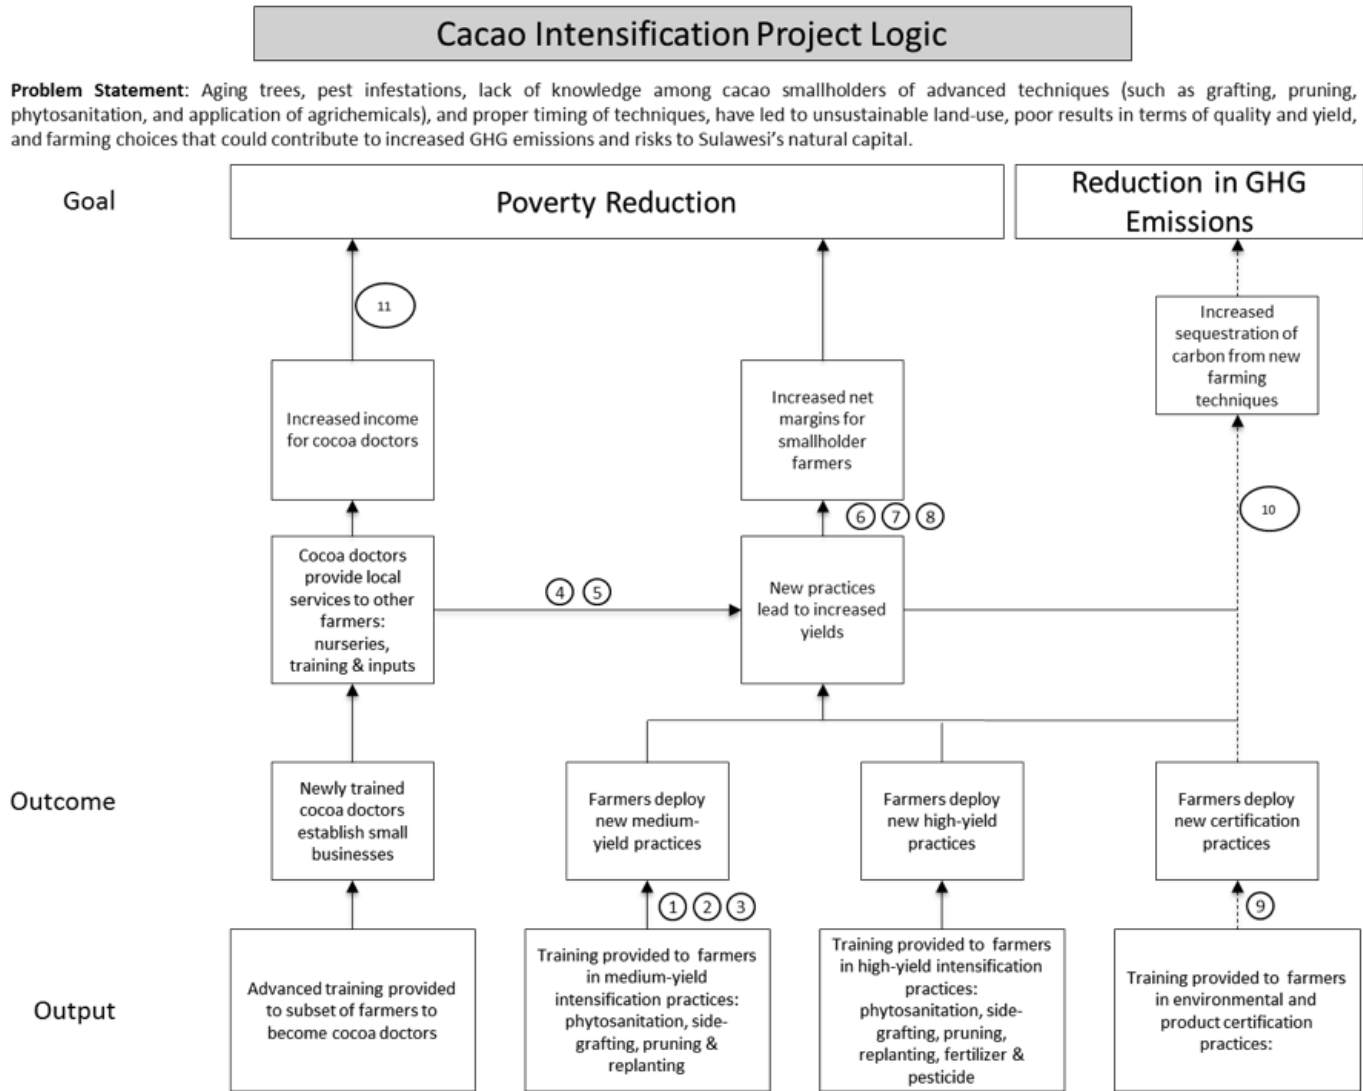 Cacao Intensification Project Logic
Problem Statement: Aging trees, pest infestations, lack of knowledge among cacao smallholders of advanced techniques (such as grafting, pruning,
phytosanitation, and application of agrichemicals), and proper timing of techniques, have led to unsustainable land-use, poor results in terms of quality and yield,
and farming choices that could contribute to increased GHG emissions and risks to Sulawesi's natural capital.
Goal
Poverty Reduction
Reduction in GHG
Emissions
11
Increased
sequestration of
carbon from new
farming
techniques
Increased income
for cocoa doctors
Increased net
margins for
smallholder
farmers
6 7 8
10
Cocoa doctors
provide local
services to other
farmers:
nurseries,
training & inputs
4 5
New practices
lead to increased
yields
Outcome
Newly trained
cocoa doctors
establish small
businesses
Farmers deploy
new medium-
yield practices
Farmers deploy
new high-yield
practices
Farmers deploy
new certification
practices
1 2 3
9
Output
Advanced training provided
to subset of farmers to
become cocoa doctors
Training provided to farmers
in medium-yield
intensification practices:
phytosanitation, side-
grafting, pruning &
replanting
Training provided to farmers
in high-yield intensification
practices:
phytosanitation, side-
grafting, pruning,
replanting, fertilizer &
pesticide
Training provided to farmers
in environmental and
product certification
practices: